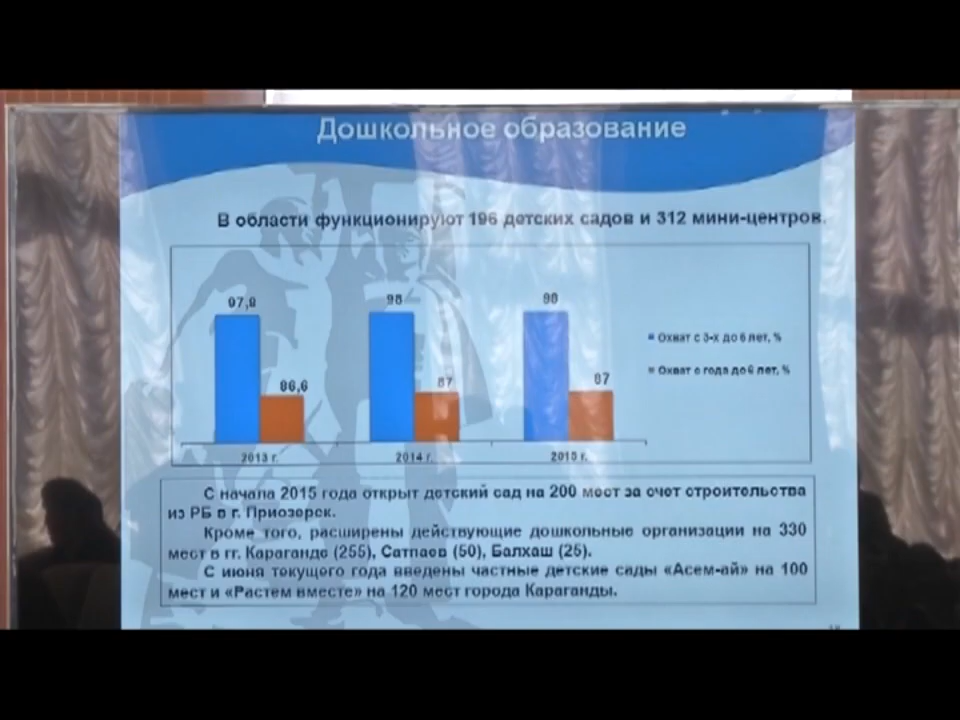 Дошкольное образование
В области функционируют 196 детских садов и 312 мини-центров.
97,8
98
98
86,6
87
87
Охват с 3-х до 6 лет, %
Охват с года до 6 лет, %
2013 г.
2014 г.
2015 г.
С начала 2015 года открыт детский сад на 200 мест за счет строительства
из РБ в г. Приозерск.
Кроме того, расширены действующие дошкольные организации на 330
мест в гг. Караганде (255), Сатпаев (50), Балхаш (25).
С июня текущего года введены частные детские сады «Асем-ай» на 100
мест и «Растем вместе» на 120 мест города Караганды.